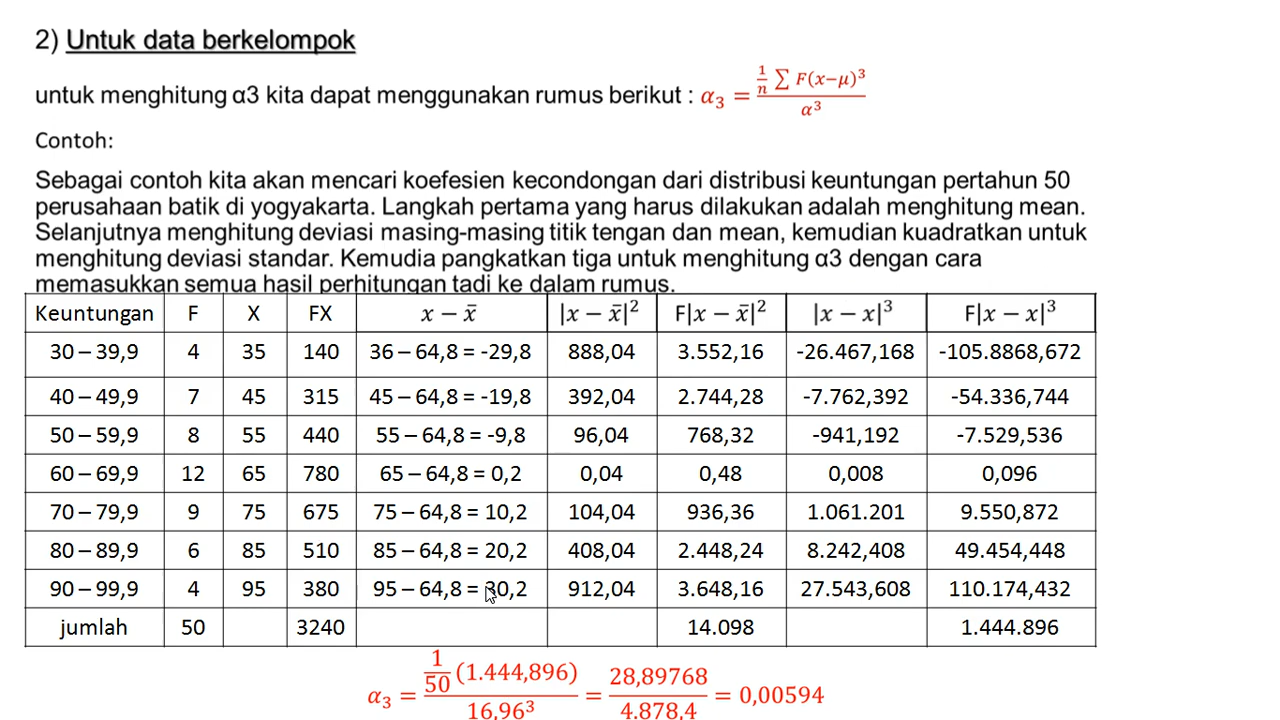 2) Untuk data berkelompok
untuk menghitung α3 kita dapat menggunakan rumus berikut : α₃ = (1/n ∑ F(x−μ)³) / α³
Contoh:
Sebagai contoh kita akan mencari koefesien kecondongan dari distribusi keuntungan pertahun 50
perusahaan batik di yogyakarta. Langkah pertama yang harus dilakukan adalah menghitung mean.
Selanjutnya menghitung deviasi masing-masing titik tengan dan mean, kemudian kuadratkan untuk
menghitung deviasi standar. Kemudia pangkatkan tiga untuk menghitung α3 dengan cara
memasukkan semua hasil perhitungan tadi ke dalam rumus.
Keuntungan F X FX x − x̄ |x − x̄|² F|x − x̄|² |x − x|³ F|x − x|³
30 – 39,9 4 35 140 36 – 64,8 = -29,8 888,04 3.552,16 -26.467,168 -105.8868,672
40 – 49,9 7 45 315 45 – 64,8 = -19,8 392,04 2.744,28 -7.762,392 -54.336,744
50 – 59,9 8 55 440 55 – 64,8 = -9,8 96,04 768,32 -941,192 -7.529,536
60 – 69,9 12 65 780 65 – 64,8 = 0,2 0,04 0,48 0,008 0,096
70 – 79,9 9 75 675 75 – 64,8 = 10,2 104,04 936,36 1.061.201 9.550,872
80 – 89,9 6 85 510 85 – 64,8 = 20,2 408,04 2.448,24 8.242,408 49.454,448
90 – 99,9 4 95 380 95 – 64,8 = 30,2 912,04 3.648,16 27.543,608 110.174,432
jumlah 50 3240 14.098 1.444.896
α₃ = (1/50 (1.444,896)) / 16,96³ = 28,89768 / 4.878,4 = 0,00594